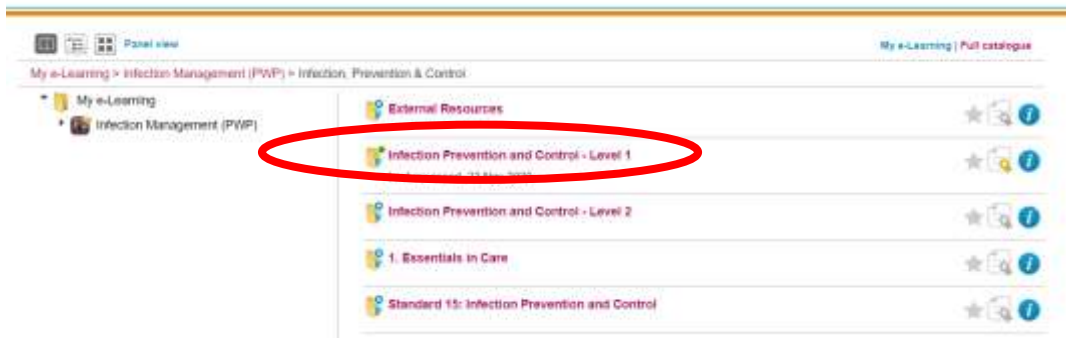 Panel view
My e-Learning | Full catalogue
My e-Learning > Infection Management (PWP) > Infection, Prevention & Control
My e-Learning
Infection Management (PWP)
External Resources
Infection Prevention and Control - Level 1
Infection Prevention and Control - Level 2
1. Essentials in Care
Standard 15: Infection Prevention and Control